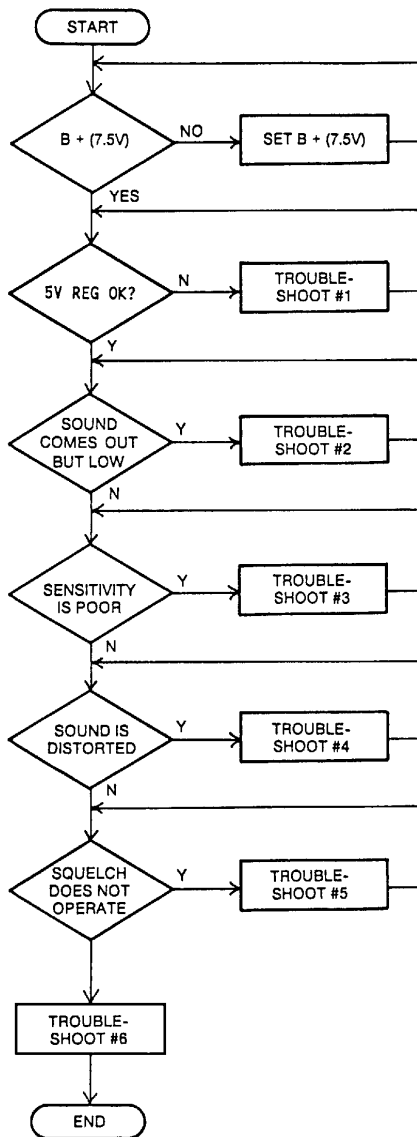 START
B + (7.5V)
NO
SET B + (7.5V)
YES
5V REG OK?
N
TROUBLE-
SHOOT #1
Y
SOUND
COMES OUT
BUT LOW
Y
TROUBLE-
SHOOT #2
N
SENSITIVITY
IS POOR
Y
TROUBLE-
SHOOT #3
N
SOUND IS
DISTORTED
Y
TROUBLE-
SHOOT #4
N
SQUELCH
DOES NOT
OPERATE
Y
TROUBLE-
SHOOT #5
TROUBLE-
SHOOT #6
END